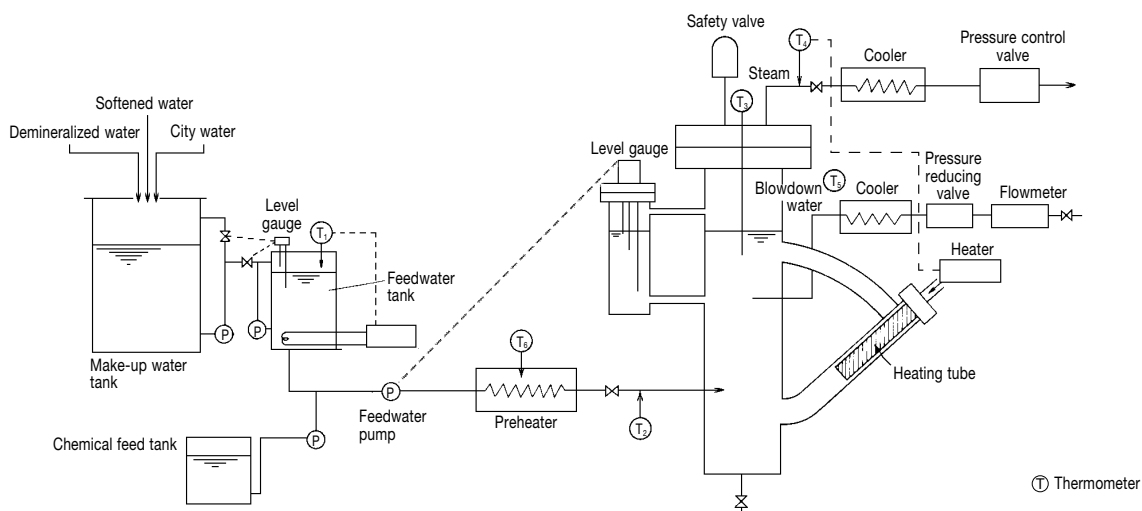 Safety valve
T4
Cooler
Pressure control
valve
Steam
Softened water
T3
Demineralized water
City water
Level gauge
Pressure
reducing
valve
T5
Blowdown
water
Cooler
Flowmeter
Level
gauge
T1
Heater
Feedwater
tank
P
P
T6
Make-up water
tank
Heating tube
P
Feedwater
pump
Preheater
T2
Chemical feed tank
P
T Thermometer